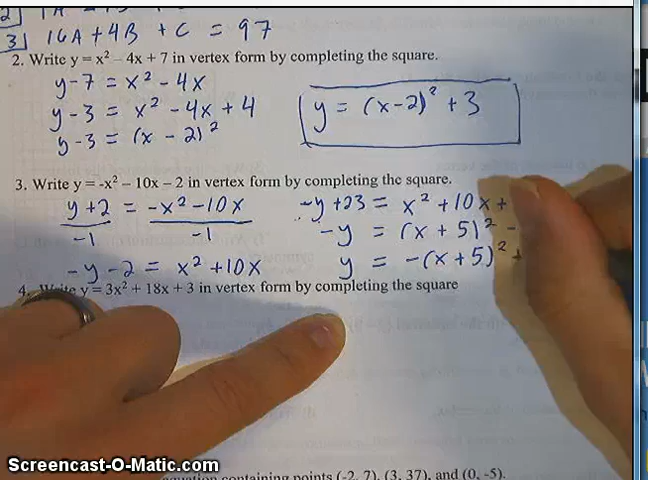 2]
3] 16A + 4B + C = 97
2. Write y = x² – 4x + 7 in vertex form by completing the square.
y - 7 = x² - 4x
y - 3 = x² - 4x + 4
y - 3 = (x - 2)²
y = (x-2)² + 3
3. Write y = -x² – 10x – 2 in vertex form by completing the square.
y + 2 = -x² - 10x
-1 -1
-y - 2 = x² + 10x
-y + 23 = x² + 10x +
-y = (x + 5)² -
y = -(x + 5)² +
4. Write y = 3x² + 18x + 3 in vertex form by completing the square
equation containing points (-2, 7), (3, 37), and (0, -5).
Screencast-O-Matic.com